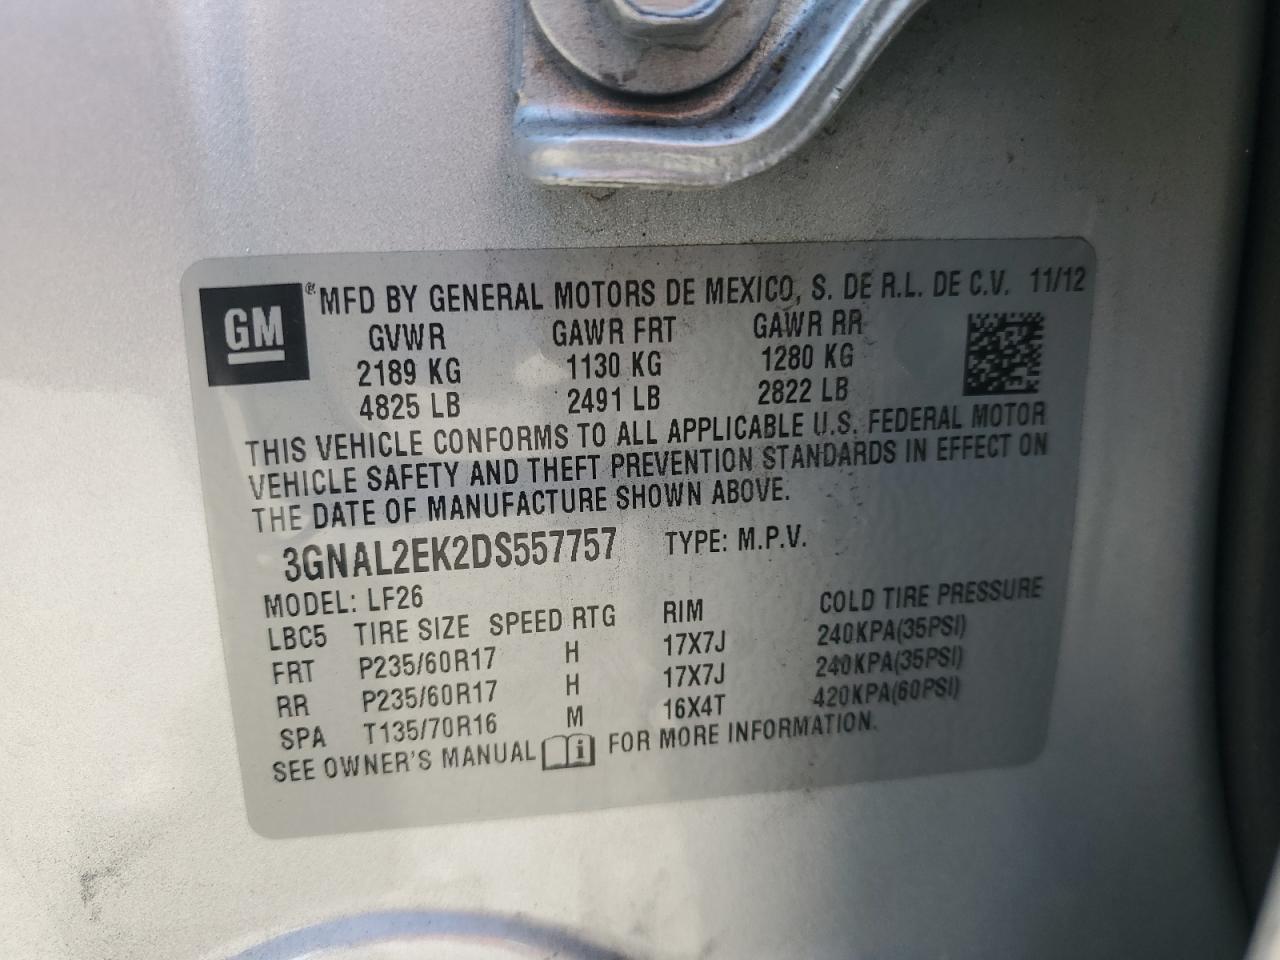 GM
® MFD BY GENERAL MOTORS DE MEXICO, S. DE R.L. DE C.V. 11/12
GVWR GAWR FRT GAWR RR
2189 KG 1130 KG 1280 KG
4825 LB 2491 LB 2822 LB
THIS VEHICLE CONFORMS TO ALL APPLICABLE U.S. FEDERAL MOTOR
VEHICLE SAFETY AND THEFT PREVENTION STANDARDS IN EFFECT ON
THE DATE OF MANUFACTURE SHOWN ABOVE.
3GNAL2EK2DS557757 TYPE: M.P.V.
MODEL: LF26
LBC5 TIRE SIZE SPEED RTG RIM COLD TIRE PRESSURE
FRT P235/60R17 H 17X7J 240KPA(35PSI)
RR P235/60R17 H 17X7J 240KPA(35PSI)
SPA T135/70R16 M 16X4T 420KPA(60PSI)
SEE OWNER'S MANUAL i FOR MORE INFORMATION.